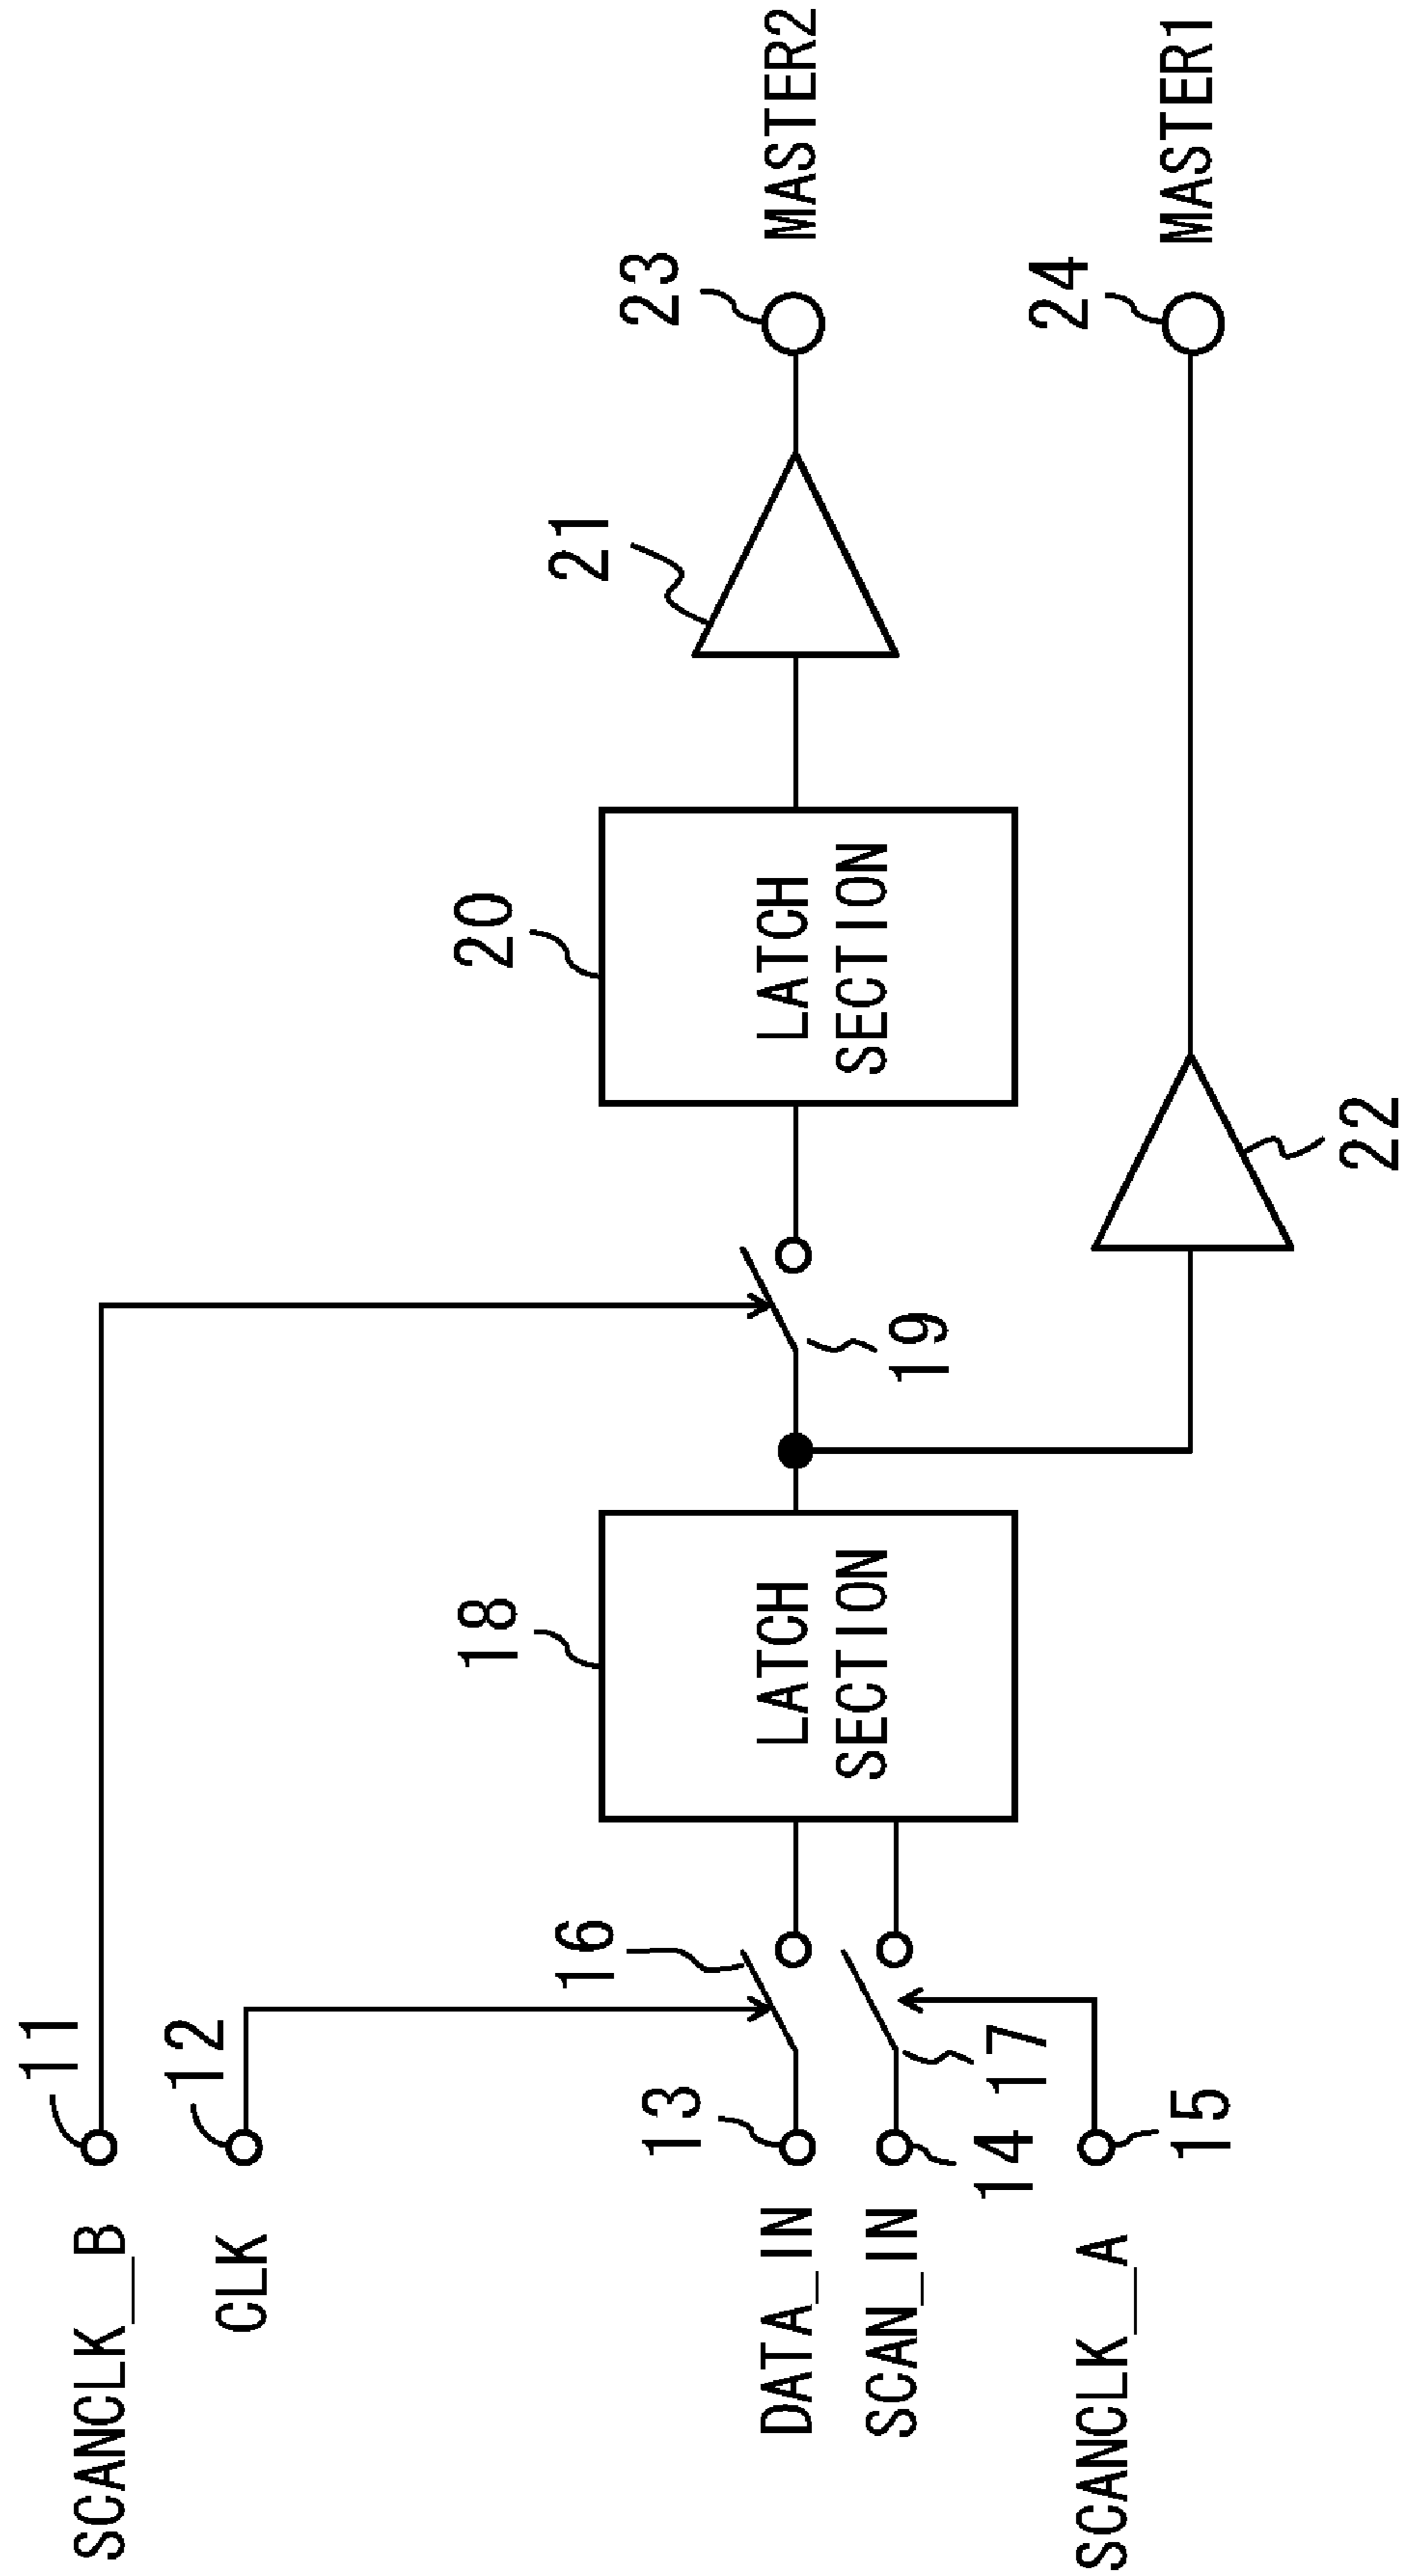 SCANCLK_B
11
CLK
12
DATA_IN
13
SCAN_IN
14
SCANCLK_A
15
16
17
18
LATCH
SECTION
19
20
LATCH
SECTION
21
22
23
MASTER2
24
MASTER1